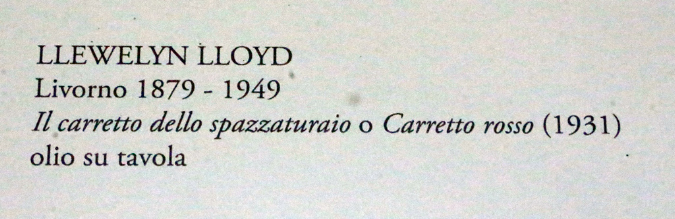 LLEWELYN LLOYD
Livorno 1879 - 1949
Il carretto dello spazzaturaio o Carretto rosso (1931)
olio su tavola